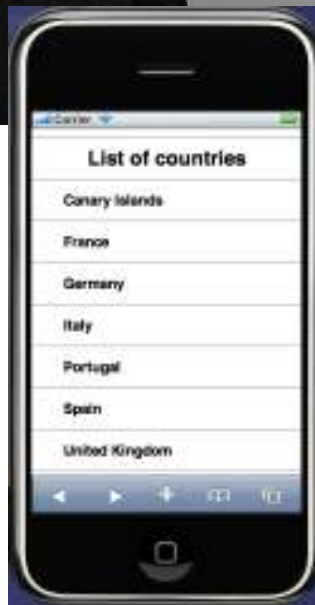 Carrier
List of countries
Canary Islands
France
Germany
Italy
Portugal
Spain
United Kingdom